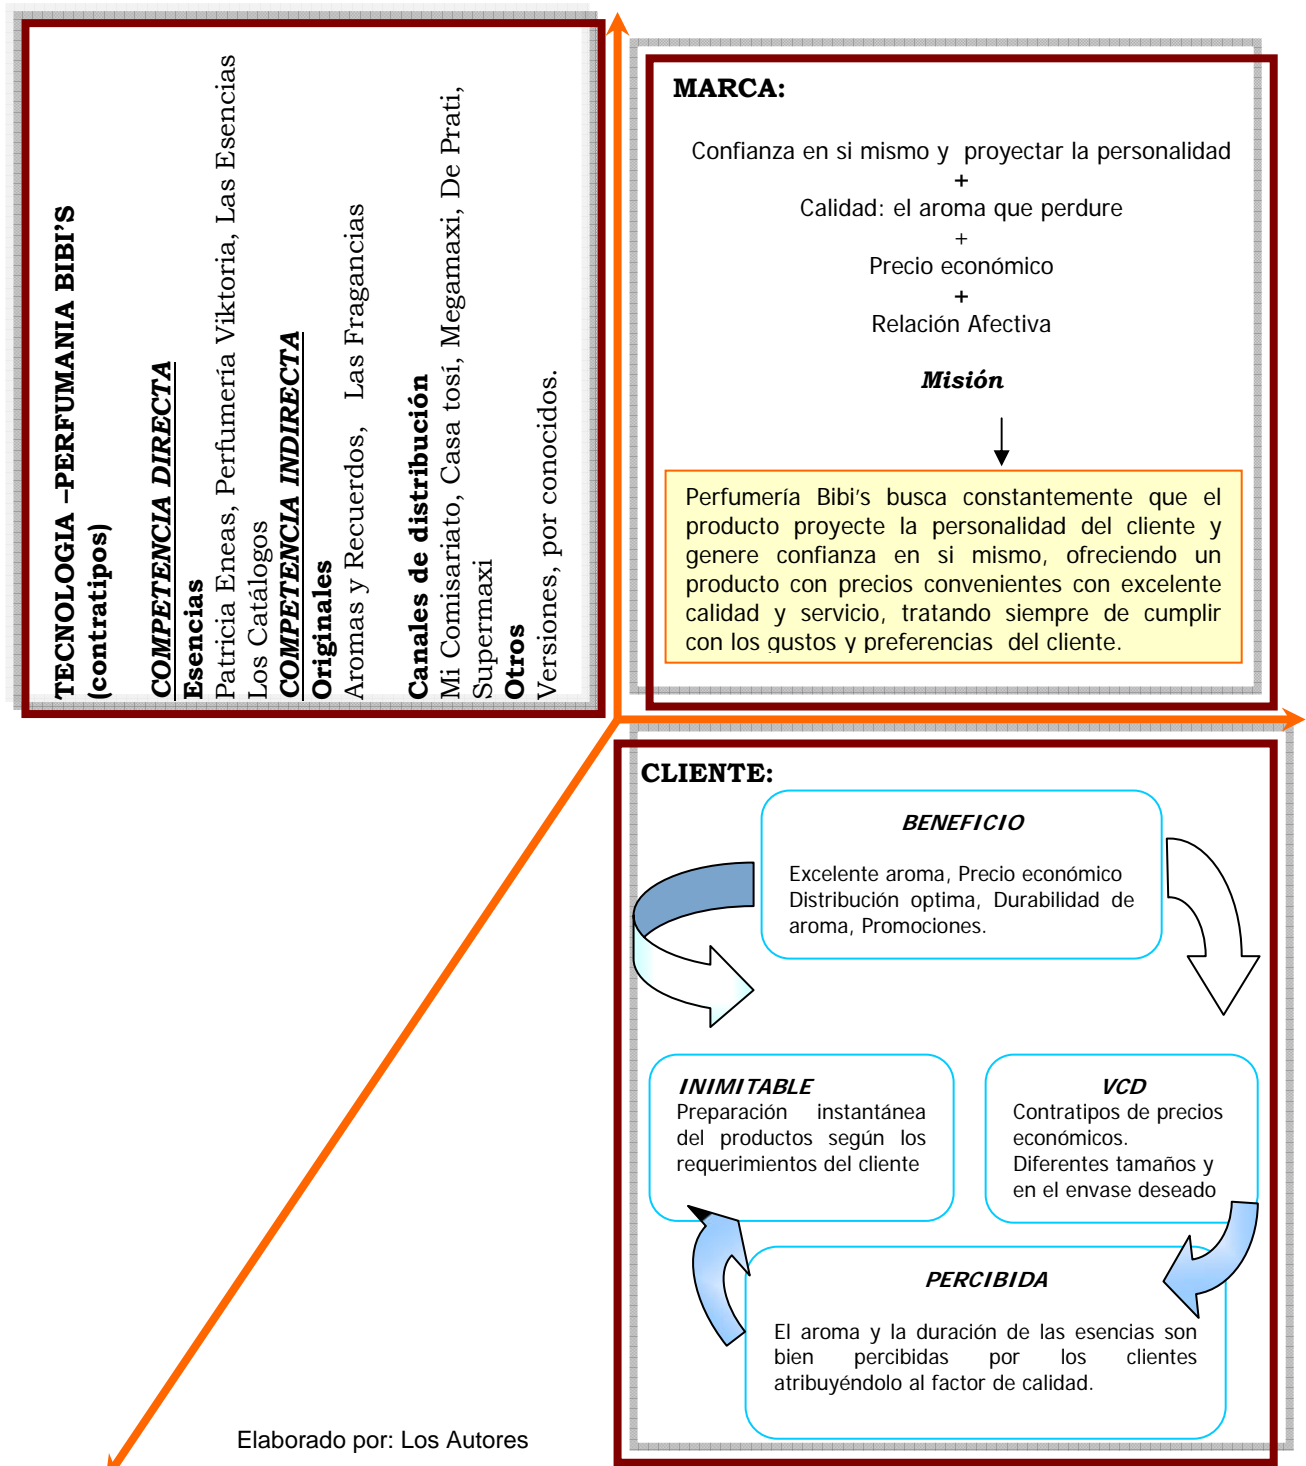 TECNOLOGIA –PERFUMANIA BIBI'S
(contratipos)
COMPETENCIA DIRECTA
Esencias
Patricia Eneas, Perfumería Viktoria, Las Esencias
Los Catálogos
COMPETENCIA INDIRECTA
Originales
Aromas y Recuerdos, Las Fragancias
Canales de distribución
Mi Comisariato, Casa tosí, Megamaxi, De Prati,
Supermaxi
Otros
Versiones, por conocidos.
MARCA:
Confianza en si mismo y proyectar la personalidad
+
Calidad: el aroma que perdure
+
Precio económico
+
Relación Afectiva
Misión
Perfumería Bibi's busca constantemente que el
producto proyecte la personalidad del cliente y
genere confianza en si mismo, ofreciendo un
producto con precios convenientes con excelente
calidad y servicio, tratando siempre de cumplir
con los gustos y preferencias del cliente.
CLIENTE:
BENEFICIO
Excelente aroma, Precio económico
Distribución optima, Durabilidad de
aroma, Promociones.
INIMITABLE
Preparación instantánea
del productos según los
requerimientos del cliente
VCD
Contratipos de precios
económicos.
Diferentes tamaños y
en el envase deseado
PERCIBIDA
El aroma y la duración de las esencias son
bien percibidas por los clientes
atribuyéndolo al factor de calidad.
Elaborado por: Los Autores